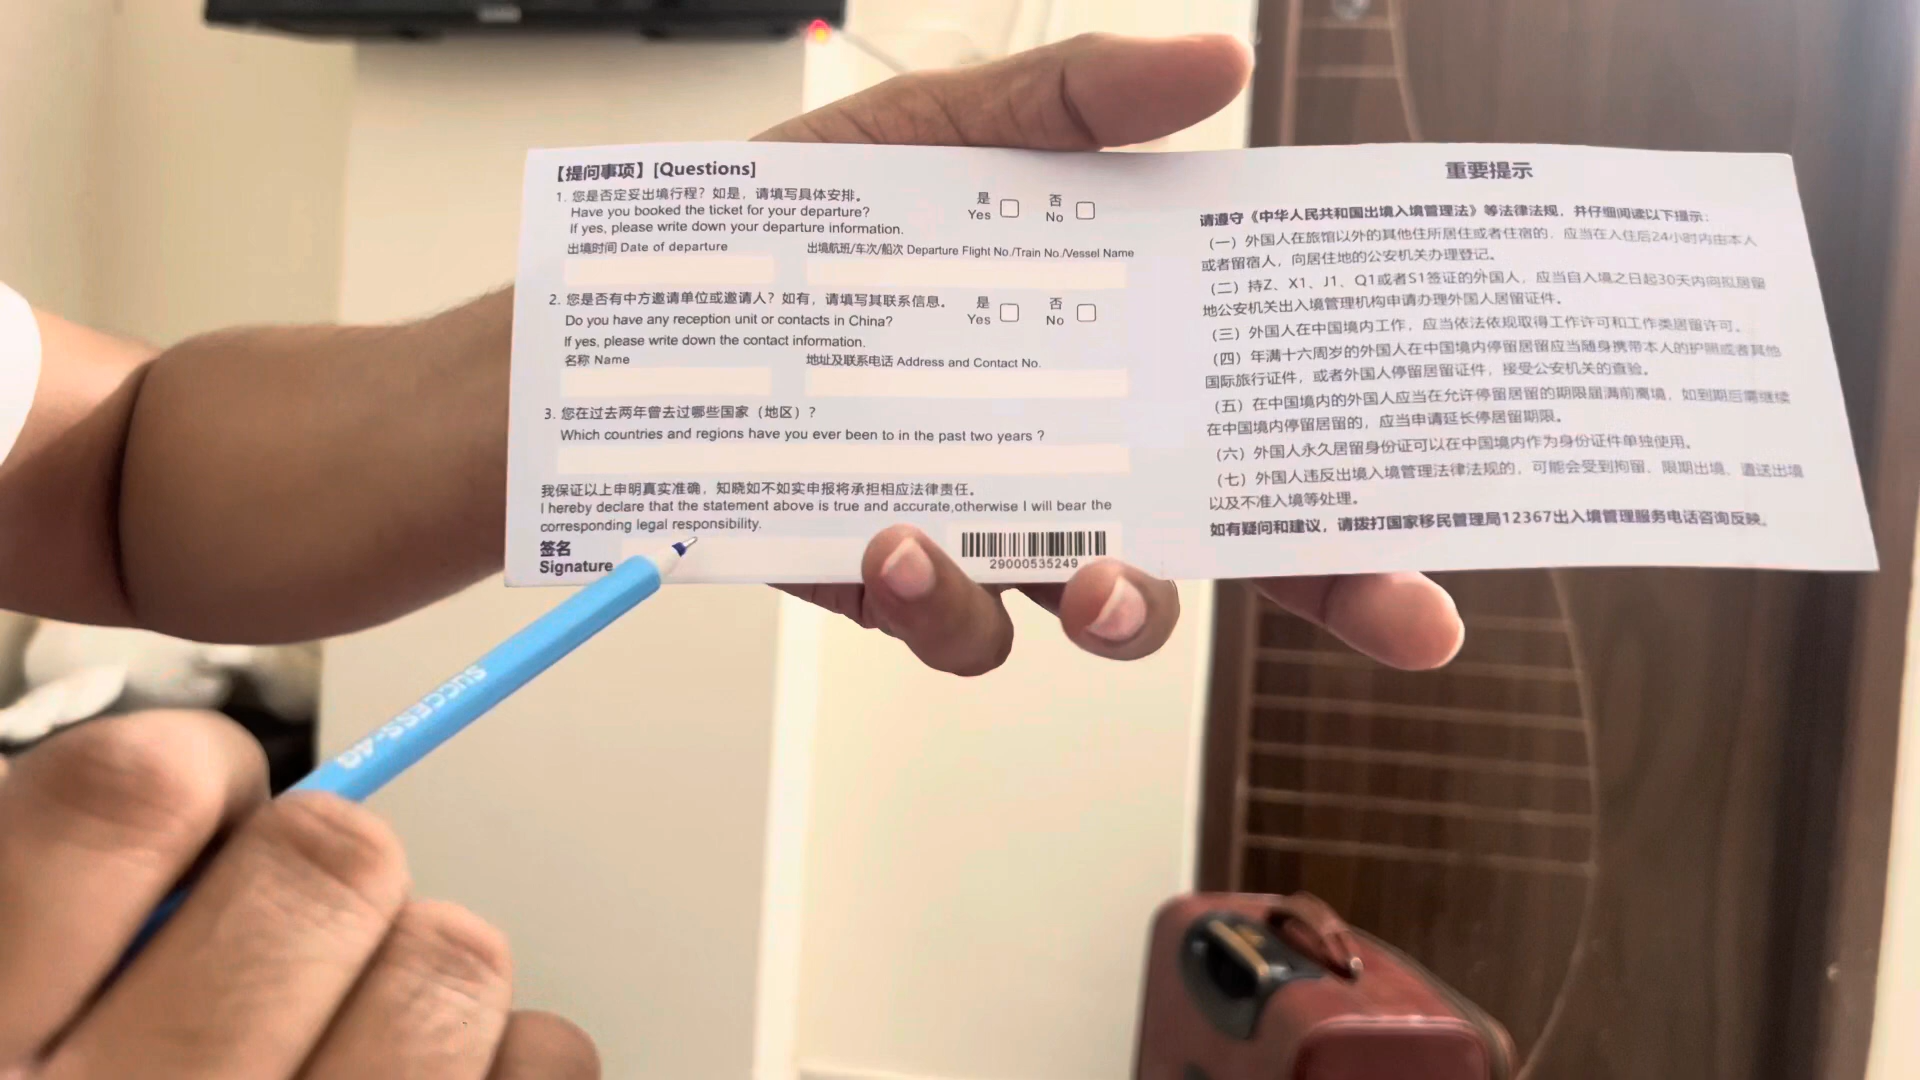 【提问事项】[Questions]
1. 您是否定妥出境行程？如是，请填写具体安排。
是 否
Have you booked the ticket for your departure?
Yes No
If yes, please write down your departure information.
出境时间 Date of departure
出境航班/车次/船次 Departure Flight No./Train No./Vessel Name
2. 您是否有中方邀请单位或邀请人？如有，请填写其联系信息。
是 否
Do you have any reception unit or contacts in China?
Yes No
If yes, please write down the contact information.
名称 Name
地址及联系电话 Address and Contact No.
3. 您在过去两年曾去过哪些国家（地区）？
Which countries and regions have you ever been to in the past two years ?
我保证以上申明真实准确，知晓如不如实申报将承担相应法律责任。
I hereby declare that the statement above is true and accurate,otherwise I will bear the
corresponding legal responsibility.
签名
Signature
29000535249
重要提示
请遵守《中华人民共和国出境入境管理法》等法律法规，并仔细阅读以下提示：
（一）外国人在旅馆以外的其他住所居住或者住宿的，应当在入住后24小时内由本人
或者留宿人，向居住地的公安机关办理登记。
（二）持Z、X1、J1、Q1或者S1签证的外国人，应当自入境之日起30天内向拟居留
地公安机关出入境管理机构申请办理外国人居留证件。
（三）外国人在中国境内工作，应当依法依规取得工作许可和工作类居留许可。
（四）年满十六周岁的外国人在中国境内停留居留应当随身携带本人的护照或者其他
国际旅行证件，或者外国人停留居留证件，接受公安机关的查验。
（五）在中国境内的外国人应当在允许停留居留的期限届满前离境，如到期后需继续
在中国境内停留居留的，应当申请延长停居留期限。
（六）外国人永久居留身份证可以在中国境内作为身份证件单独使用。
（七）外国人违反出境入境管理法律法规的，可能会受到拘留、限期出境、遣送出境
以及不准入境等处理。
如有疑问和建议，请拨打国家移民管理局12367出入境管理服务电话咨询反映。
SUCCESS-4G